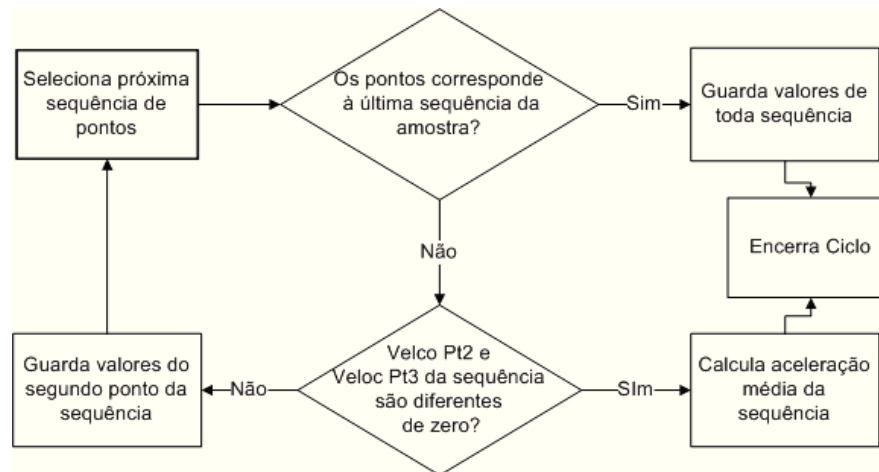 Seleciona próxima
sequência de
pontos
Os pontos corresponde
à última sequência da
amostra?
Sim
Guarda valores de
toda sequência
Encerra Ciclo
Não
Velco Pt2 e
Veloc Pt3 da sequência
são diferentes
de zero?
Não
Guarda valores do
segundo ponto da
sequência
SIm
Calcula aceleração
média da
sequência